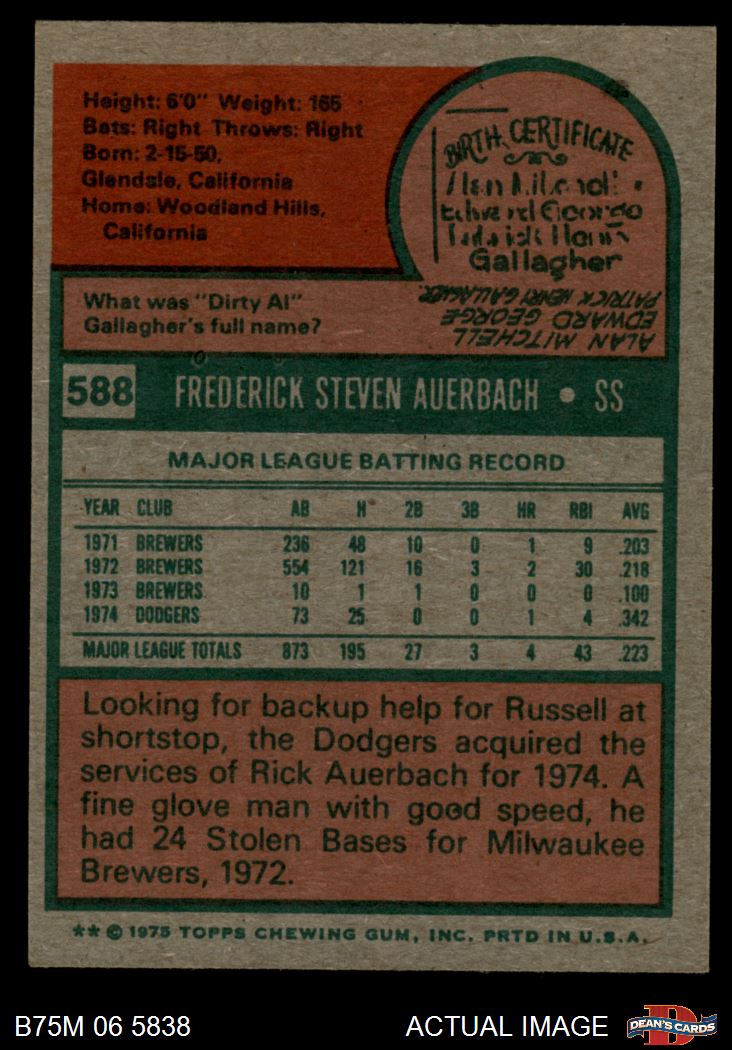 Height: 6'0" Weight: 165
Bats: Right Throws: Right
Born: 2-15-50,
Glendale, California
Home: Woodland Hills,
California
BIRTH CERTIFICATE
Edward George
Gallagher
What was "Dirty Al"
Gallagher's full name?
ALAN MITCHELL
EDWARD GEORGE
PATRICK HENRY GALLAGHER
588 FREDERICK STEVEN AUERBACH • SS
MAJOR LEAGUE BATTING RECORD
YEAR CLUB AB H 2B 3B HR RBI AVG
1971 BREWERS 236 48 10 0 1 9 .203
1972 BREWERS 554 121 16 3 2 30 .218
1973 BREWERS 10 1 1 0 0 0 .100
1974 DODGERS 73 25 0 0 1 4 .342
MAJOR LEAGUE TOTALS 873 195 27 3 4 43 .223
Looking for backup help for Russell at
shortstop, the Dodgers acquired the
services of Rick Auerbach for 1974. A
fine glove man with good speed, he
had 24 Stolen Bases for Milwaukee
Brewers, 1972.
** © 1975 TOPPS CHEWING GUM, INC. PRTD IN U.S.A.
B75M 06 5838
ACTUAL IMAGE
D
DEAN'S CARDS